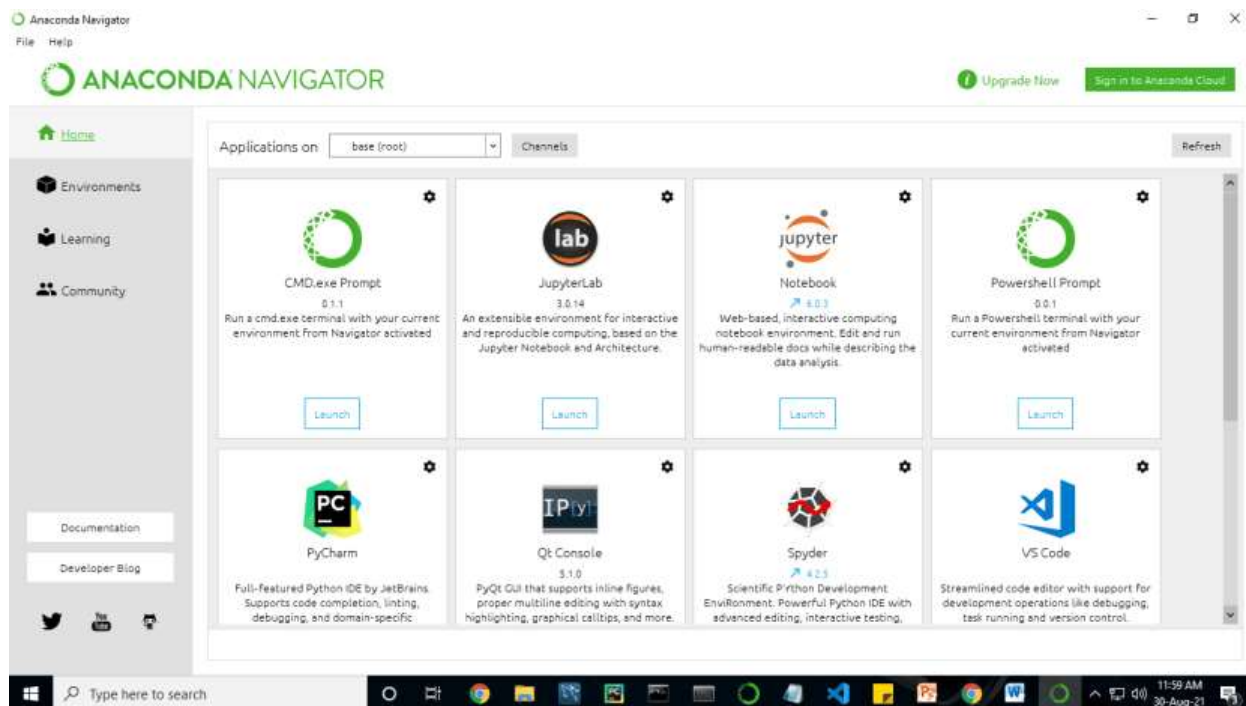 Anaconda Navigator
File Help
ANACONDA NAVIGATOR
Upgrade Now
Sign in to Anaconda Cloud
Home
Environments
Learning
Community
Documentation
Developer Blog
You
Tube
Applications on base (root) Channels Refresh
CMD.exe Prompt
0.1.1
Run a cmd.exe terminal with your current
environment from Navigator activated
Launch
lab
JupyterLab
3.0.14
An extensible environment for interactive
and reproducible computing, based on the
Jupyter Notebook and Architecture.
Launch
jupyter
Notebook
6.0.3
Web-based, interactive computing
notebook environment. Edit and run
human-readable docs while describing the
data analysis.
Launch
Powershell Prompt
0.0.1
Run a Powershell terminal with your
current environment from Navigator
activated
Launch
PC
PyCharm
Full-featured Python IDE by JetBrains.
Supports code completion, linting,
debugging, and domain-specific
IP[y]:
Qt Console
5.1.0
PyQt GUI that supports inline figures,
proper multiline editing with syntax
highlighting, graphical calltips, and more.
Spyder
4.2.5
Scientific PYthon Development
EnviRonment. Powerful Python IDE with
advanced editing, interactive testing,
VS Code
Streamlined code editor with support for
development operations like debugging,
task running and version control.
Type here to search
11:59 AM
30-Aug-21